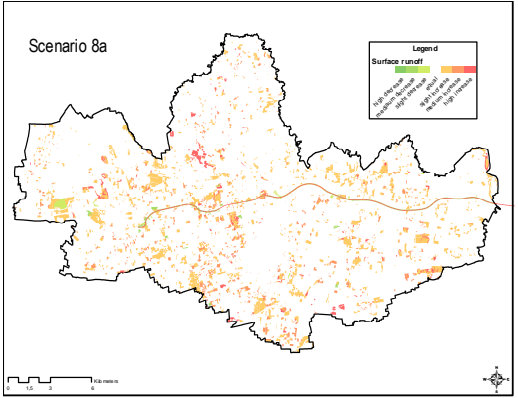 Scenario 8a
Legend
Surface runoff
high decrease
medium decrease
slight decrease
equal
slight increase
medium increase
high increase
Kilometers
0 1,5 3 6
N
W E
S